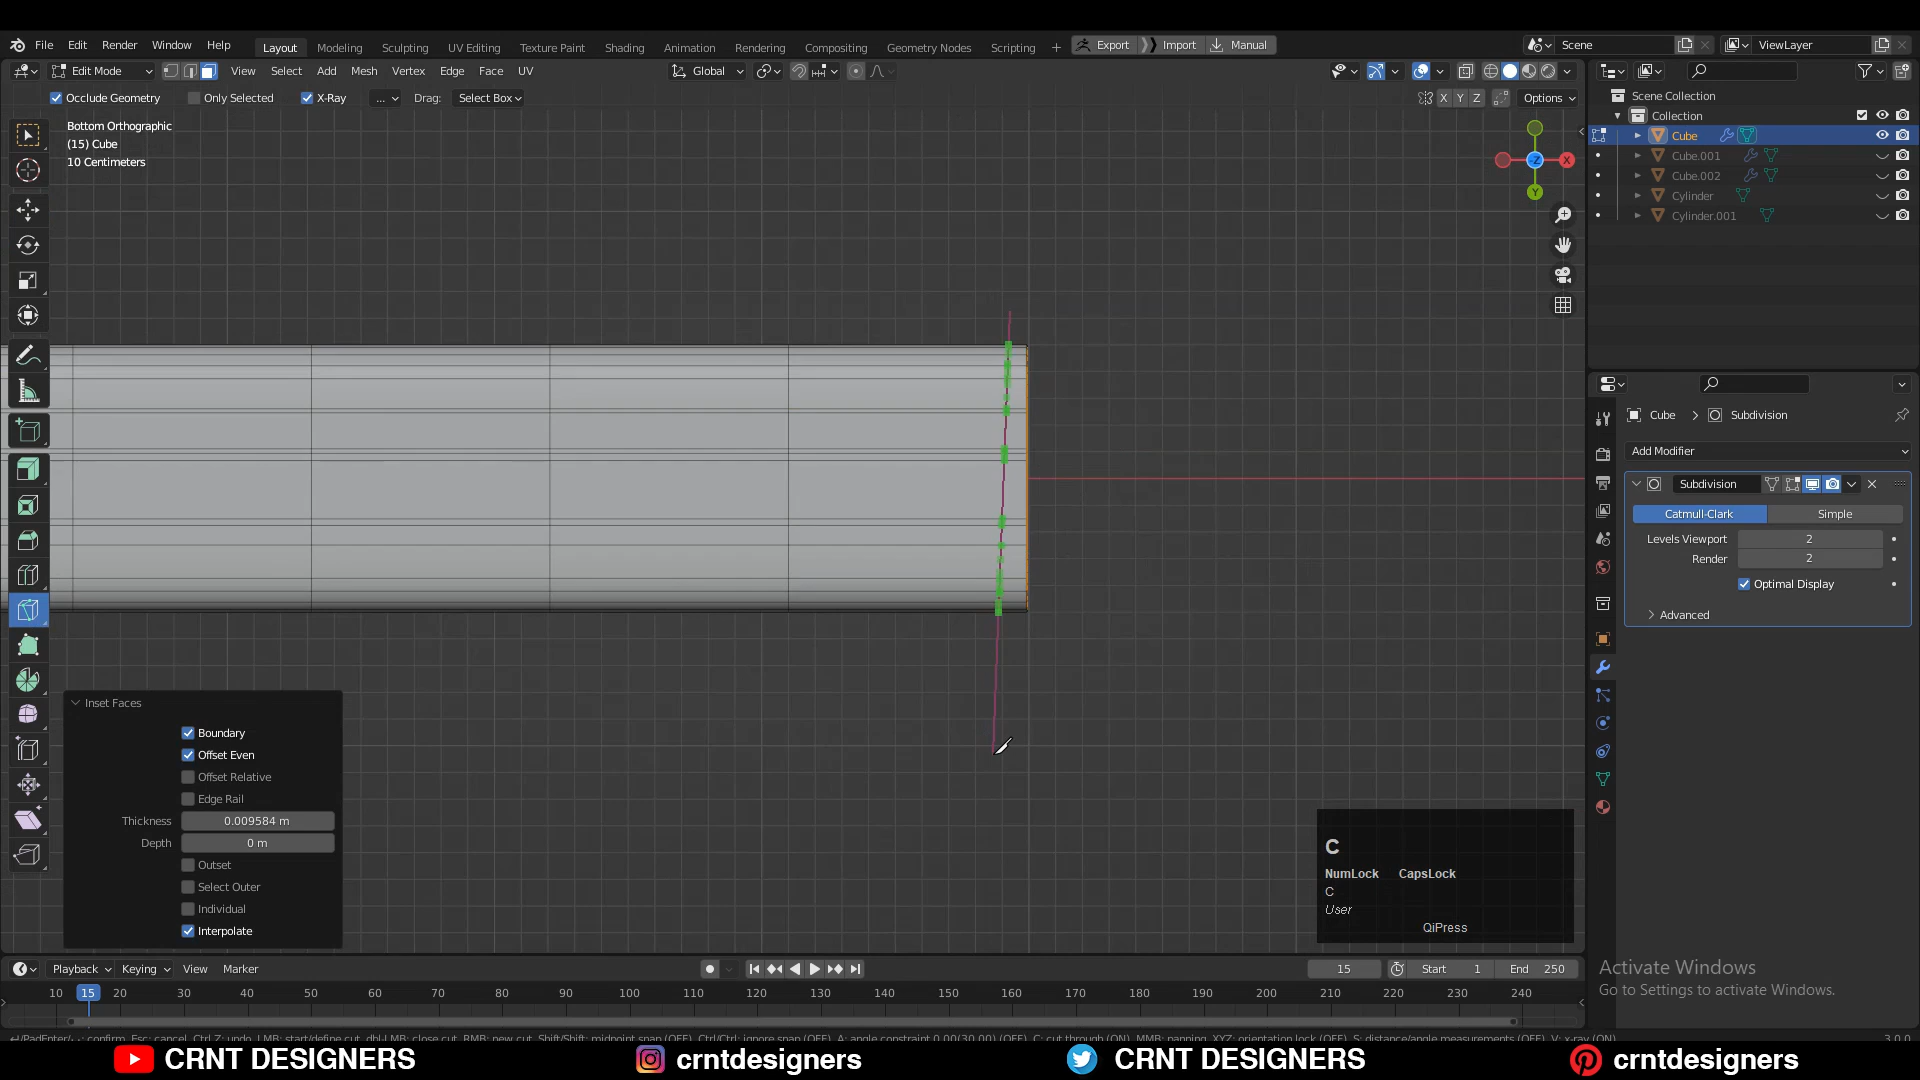 File Edit Render Window Help Layout Modeling Sculpting UV Editing Texture Paint Shading Animation Rendering Compositing Geometry Nodes Scripting + Export Import Manual Scene ViewLayer
Edit Mode View Select Add Mesh Vertex Edge Face UV Global
Occlude Geometry Only Selected X-Ray ... Drag: Select Box X Y Z Options
Bottom Orthographic
(15) Cube
10 Centimeters
-Z X
Y
Scene Collection
Collection
Cube
Cube.001
Cube.002
Cylinder
Cylinder.001
Cube > Subdivision
Add Modifier
Subdivision
Catmull-Clark Simple
Levels Viewport 2
Render 2
Optimal Display
Advanced
Inset Faces
Boundary
Offset Even
Offset Relative
Edge Rail
Thickness 0.009584 m
Depth 0 m
Outset
Select Outer
Individual
Interpolate
C
NumLock CapsLock
C
User
QiPress
Activate Windows
Go to Settings to activate Windows.
Playback Keying View Marker 15 Start 1 End 250
10 15 20 30 40 50 60 70 80 90 100 110 120 130 140 150 160 170 180 190 200 210 220 230 240
CRNT DESIGNERS crntdesigners CRNT DESIGNERS crntdesigners